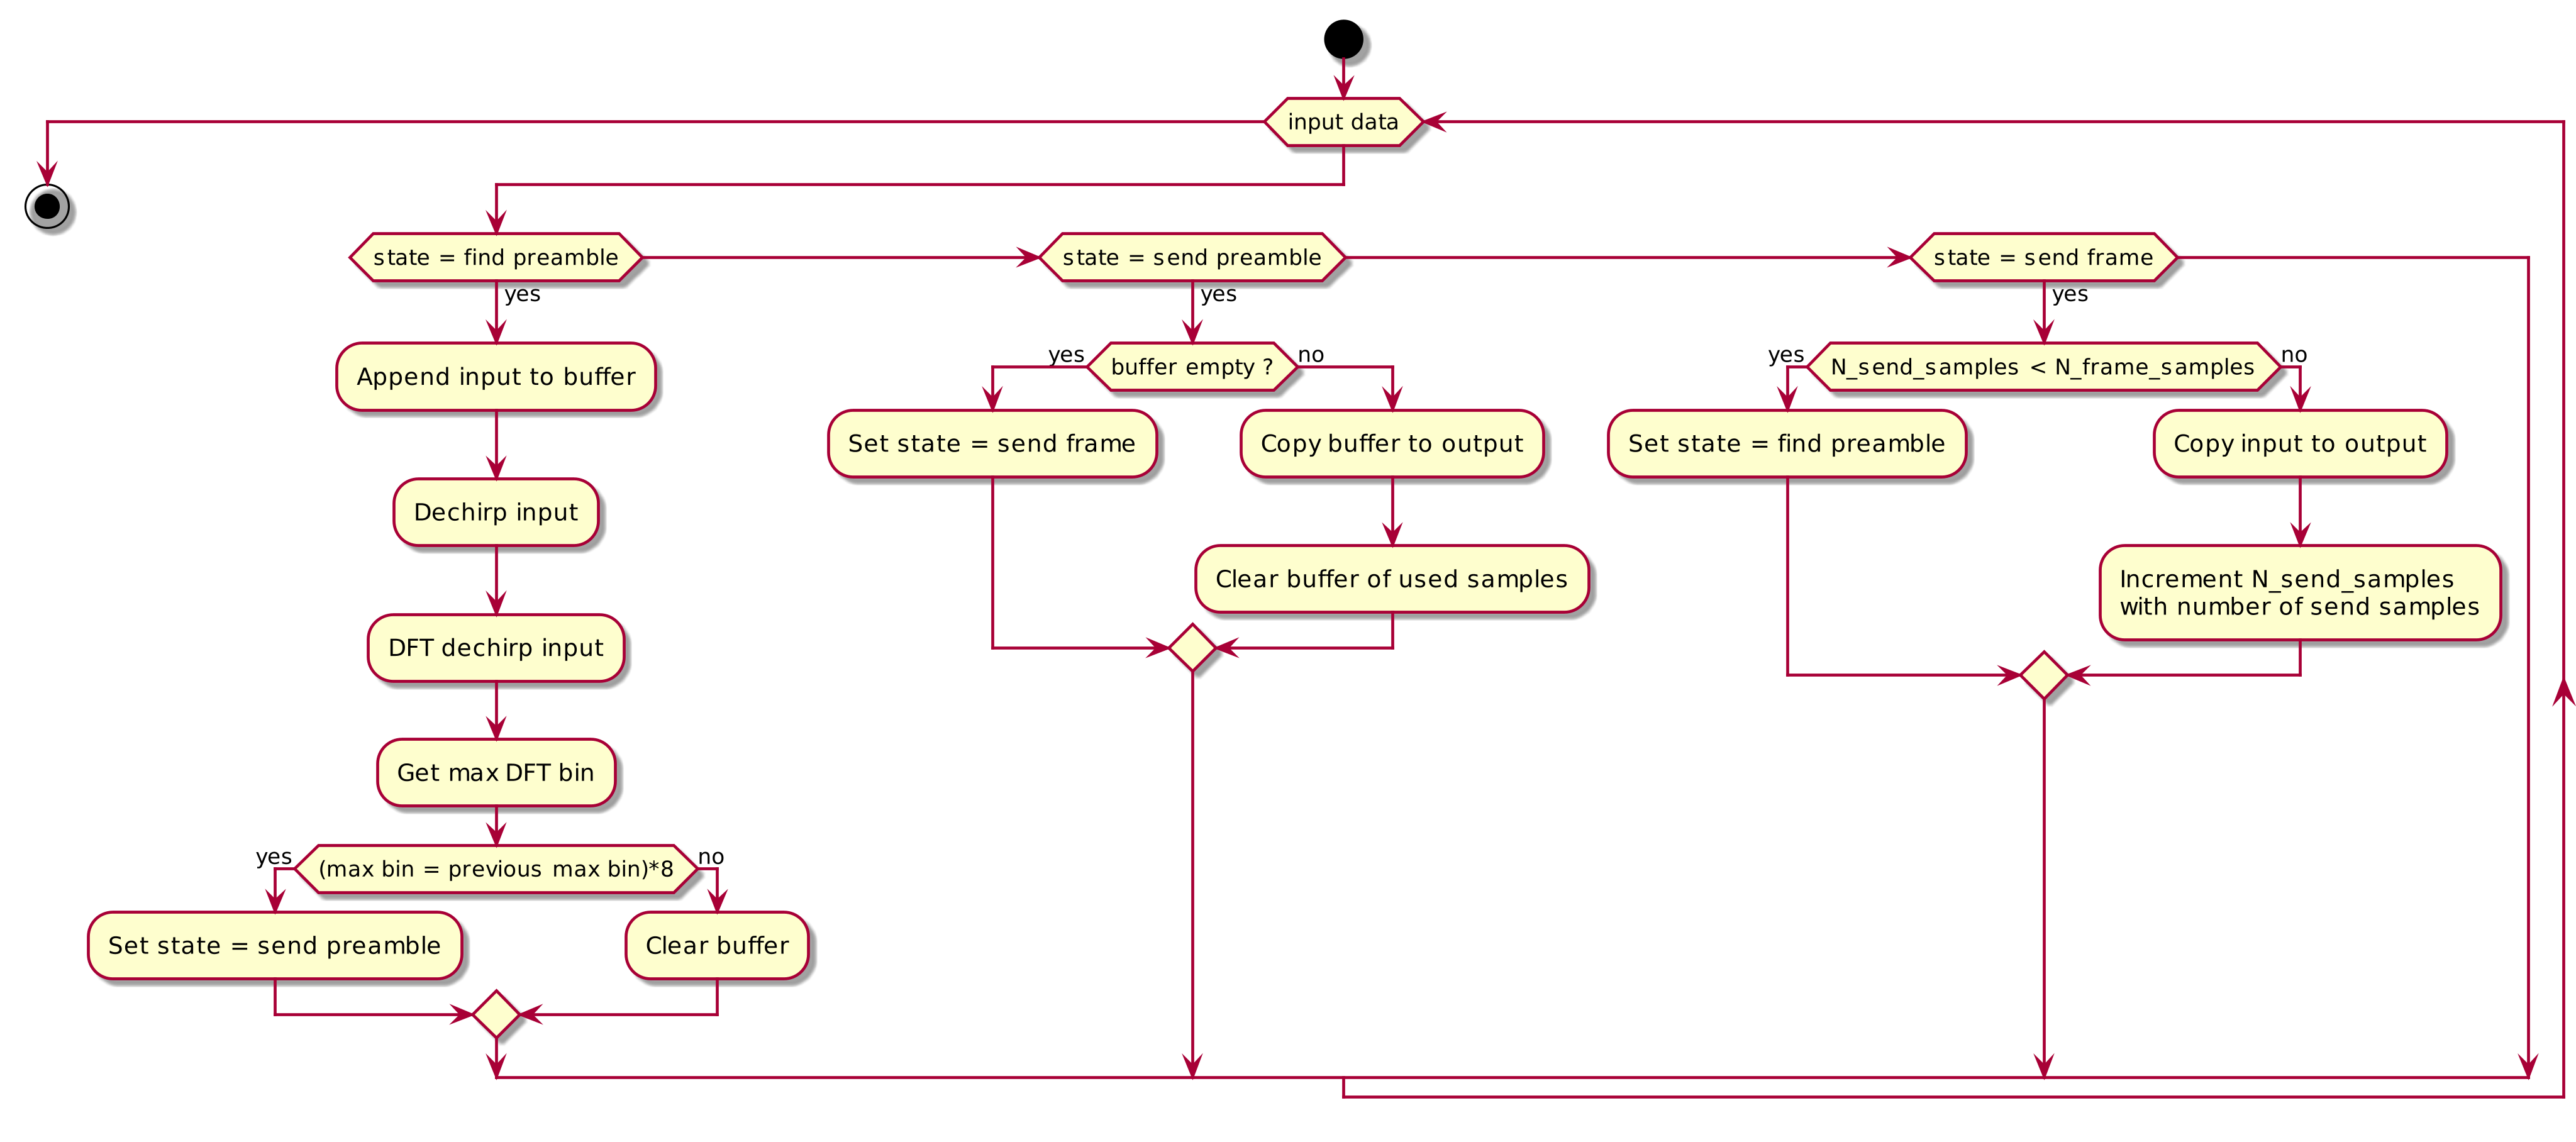 input data
state = find preamble
yes
Append input to buffer
Dechirp input
DFT dechirp input
Get max DFT bin
(max bin = previous max bin)*8
yes
no
Set state = send preamble
Clear buffer
state = send preamble
yes
buffer empty ?
yes
no
Set state = send frame
Copy buffer to output
Clear buffer of used samples
state = send frame
yes
N_send_samples < N_frame_samples
yes
no
Set state = find preamble
Copy input to output
Increment N_send_samples
with number of send samples